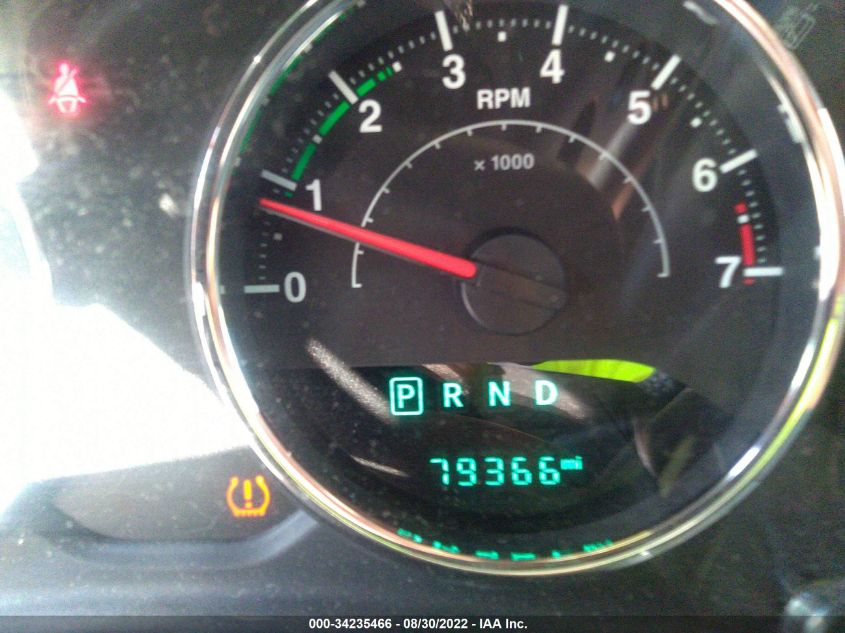 3 4
2 RPM 5
1 x 1000 6
0 7
P R N D
79366 mi
000-34235466 - 08/30/2022 - IAA Inc.